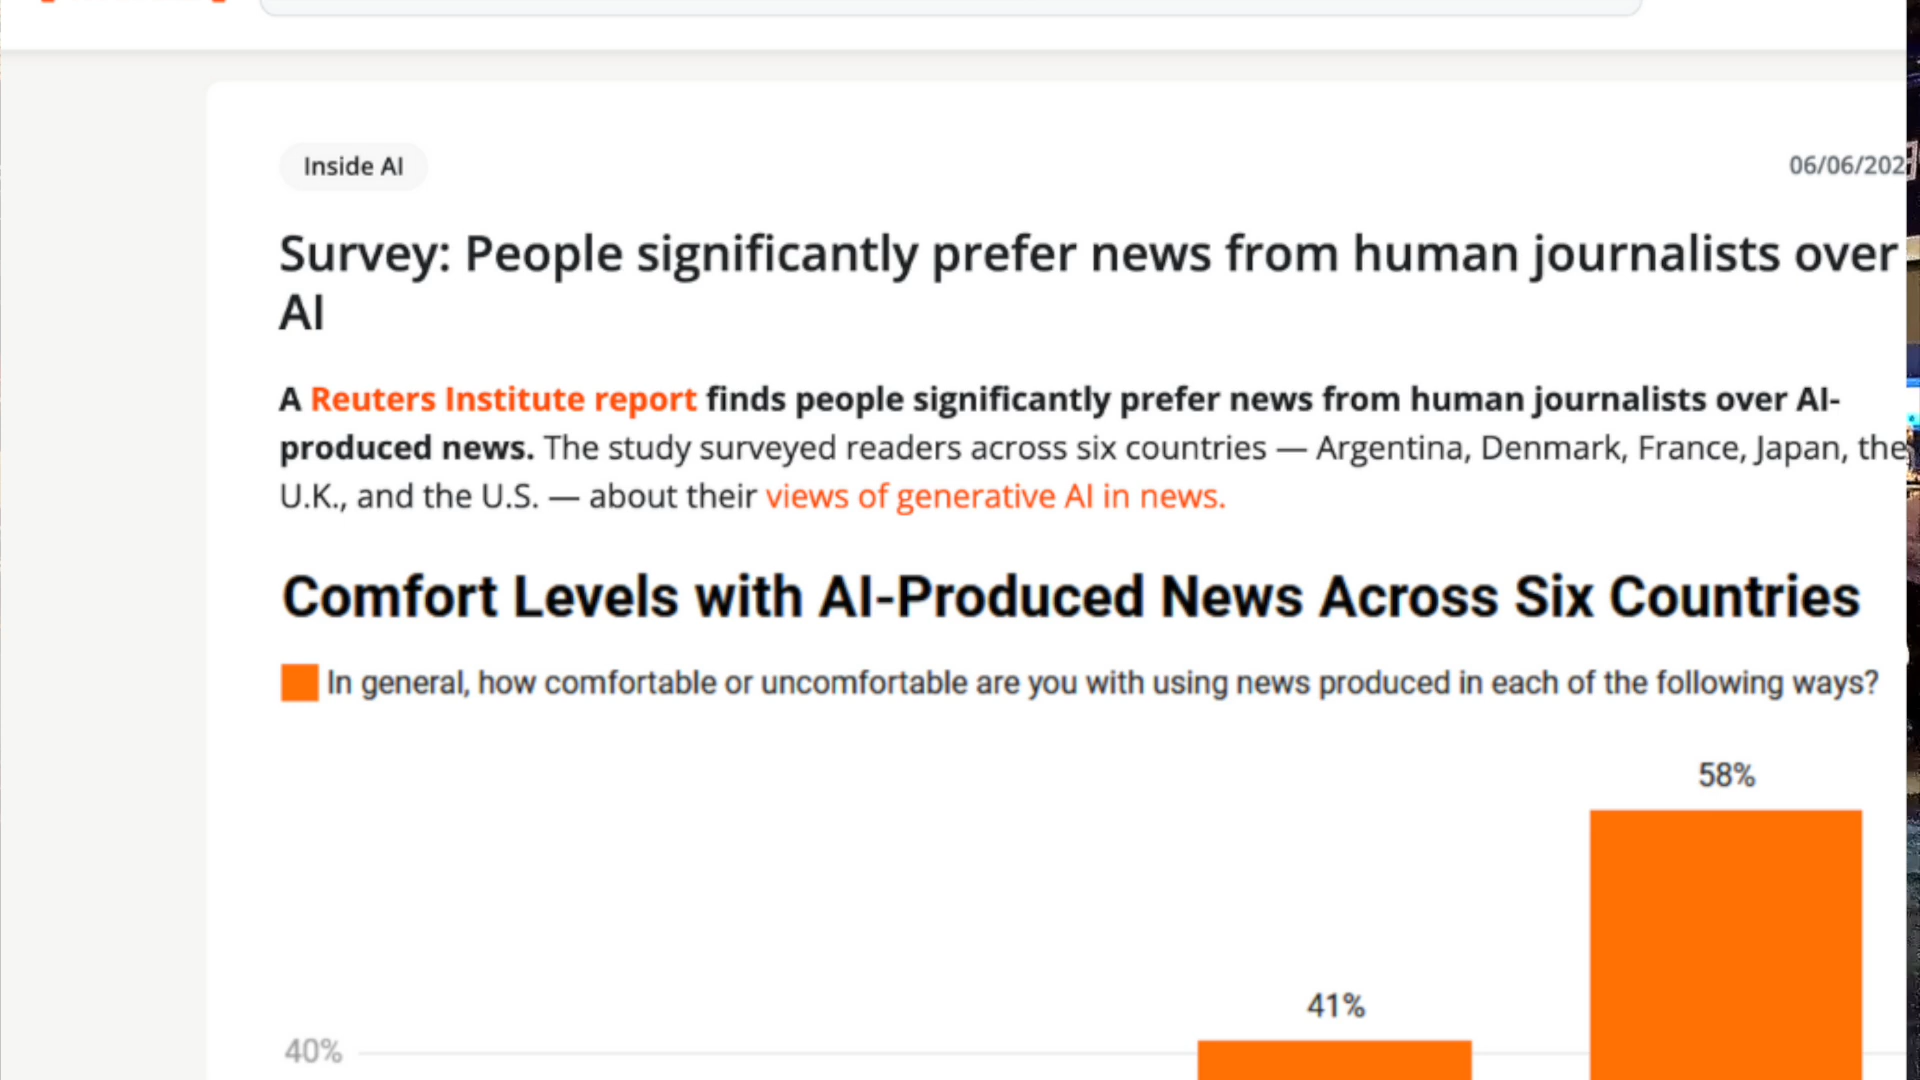 Inside AI
06/06/202
Survey: People significantly prefer news from human journalists over
AI
A Reuters Institute report finds people significantly prefer news from human journalists over AI-
produced news. The study surveyed readers across six countries — Argentina, Denmark, France, Japan, the
U.K., and the U.S. — about their views of generative AI in news.
Comfort Levels with AI-Produced News Across Six Countries
In general, how comfortable or uncomfortable are you with using news produced in each of the following ways?
58%
41%
40%